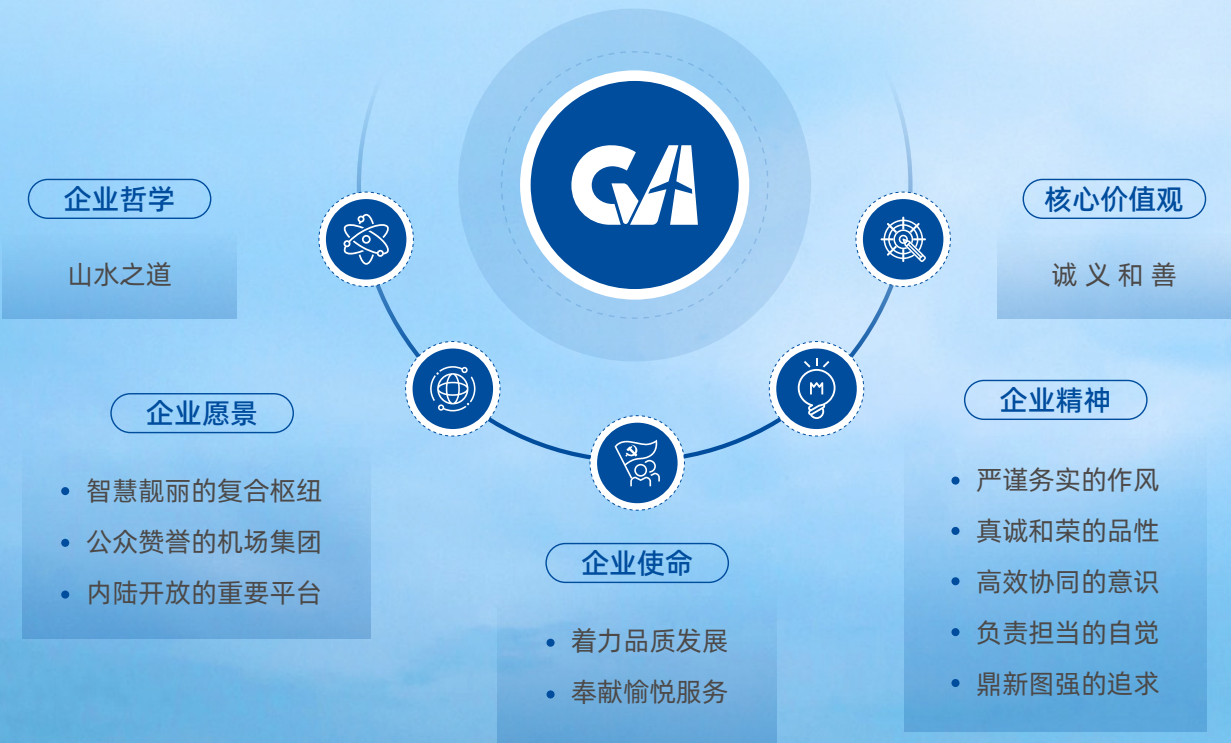 GA
企业哲学
山水之道
企业愿景
智慧靓丽的复合枢纽
公众赞誉的机场集团
内陆开放的重要平台
企业使命
着力品质发展
奉献愉悦服务
企业精神
严谨务实的作风
真诚和荣的品性
高效协同的意识
负责担当的自觉
鼎新图强的追求
核心价值观
诚 义 和 善